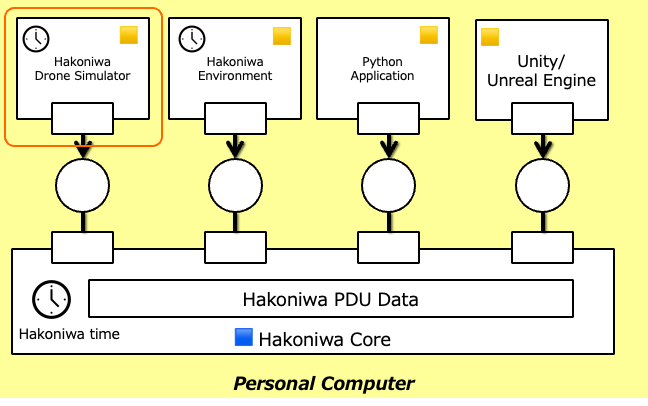 Hakoniwa
Drone Simulator
Hakoniwa
Environment
Python
Application
Unity/
Unreal Engine
Hakoniwa PDU Data
Hakoniwa time
Hakoniwa Core
Personal Computer